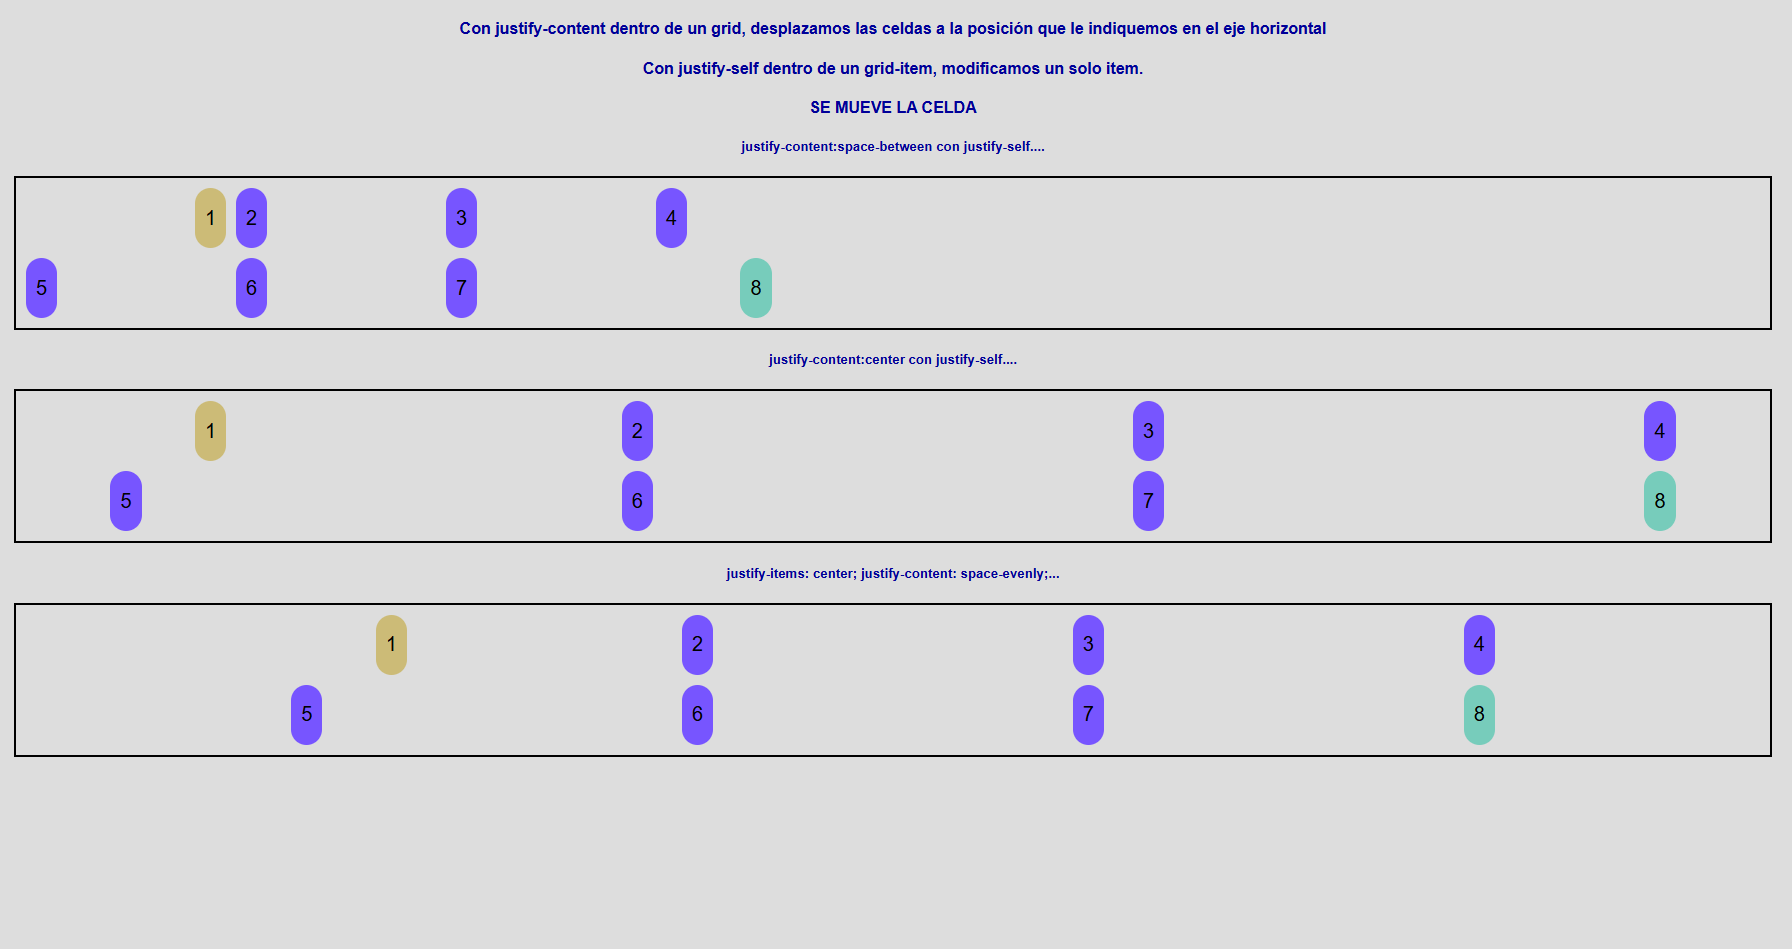 Con justify-content dentro de un grid, desplazamos las celdas a la posición que le indiquemos en el eje horizontal
Con justify-self dentro de un grid-item, modificamos un solo item.
SE MUEVE LA CELDA
justify-content:space-between con justify-self....
1 2 3 4
5 6 7 8
justify-content:center con justify-self....
1 2 3 4
5 6 7 8
justify-items: center; justify-content: space-evenly;...
1 2 3 4
5 6 7 8